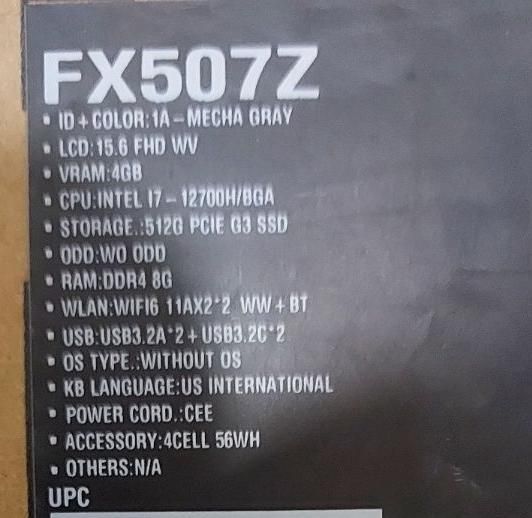 FX507Z
• ID+COLOR:1A-MECHA GRAY
• LCD:15.6 FHD WV
• VRAM:4GB
• CPU:INTEL I7-12700H/BGA
• STORAGE.:512G PCIE G3 SSD
• ODD:WO ODD
• RAM:DDR4 8G
• WLAN:WIFI6 11AX2*2_WW+BT
• USB:USB3.2A*2+USB3.2C*2
• OS TYPE.:WITHOUT OS
• KB LANGUAGE:US INTERNATIONAL
• POWER CORD.:CEE
• ACCESSORY:4CELL 56WH
• OTHERS:N/A
UPC